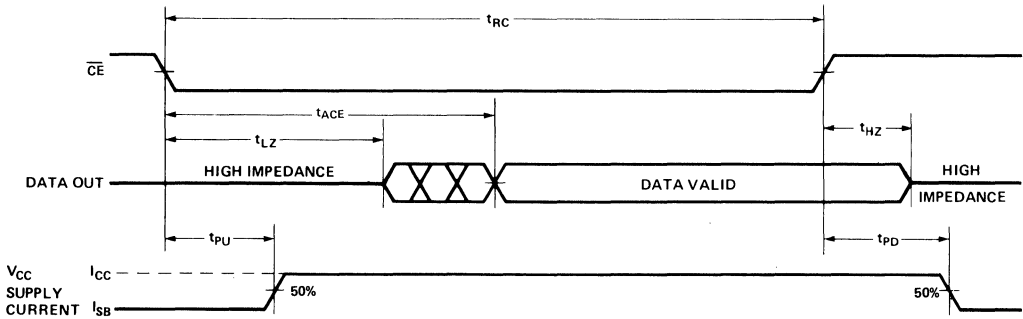 tRC
CE
tACE
tLZ
tHZ
DATA OUT
HIGH IMPEDANCE
DATA VALID
HIGH
IMPEDANCE
tPU
tPD
VCC
SUPPLY
CURRENT
ICC
ISB
50%
50%